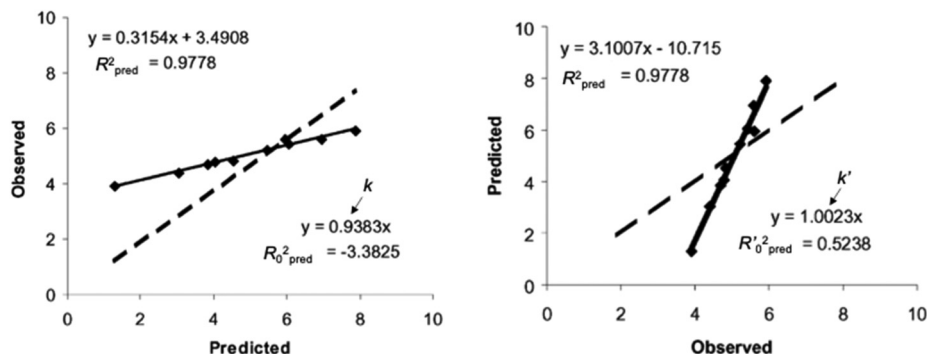 10
8
6
4
2
0
Observed
y = 0.3154x + 3.4908
R²pred = 0.9778
k
y = 0.9383x
R₀²pred = -3.3825
0 2 4 6 8 10
Predicted
10
8
6
4
2
0
Predicted
y = 3.1007x - 10.715
R²pred = 0.9778
k'
y = 1.0023x
R'₀²pred = 0.5238
0 2 4 6 8 10
Observed